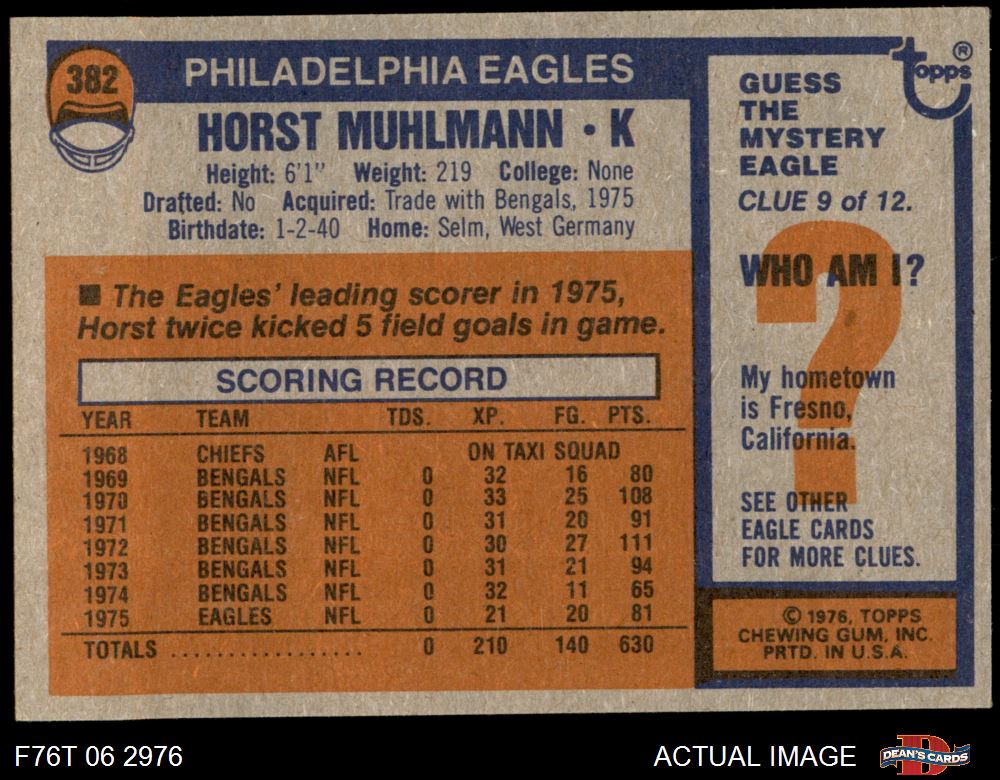 382
PHILADELPHIA EAGLES
HORST MUHLMANN • K
Height: 6'1" Weight: 219 College: None
Drafted: No Acquired: Trade with Bengals, 1975
Birthdate: 1-2-40 Home: Selm, West Germany
■ The Eagles' leading scorer in 1975,
Horst twice kicked 5 field goals in game.
SCORING RECORD
YEAR TEAM TDS. XP. FG. PTS.
1968 CHIEFS AFL ON TAXI SQUAD
1969 BENGALS NFL 0 32 16 80
1970 BENGALS NFL 0 33 25 108
1971 BENGALS NFL 0 31 20 91
1972 BENGALS NFL 0 30 27 111
1973 BENGALS NFL 0 31 21 94
1974 BENGALS NFL 0 32 11 65
1975 EAGLES NFL 0 21 20 81
TOTALS .................. 0 210 140 630
Topps ®
GUESS
THE
MYSTERY
EAGLE
CLUE 9 of 12.
?
WHO AM I?
My hometown
is Fresno,
California.
SEE OTHER
EAGLE CARDS
FOR MORE CLUES.
© 1976, TOPPS
CHEWING GUM, INC.
PRTD. IN U.S.A.
F76T 06 2976
ACTUAL IMAGE
DEAN'S CARDS